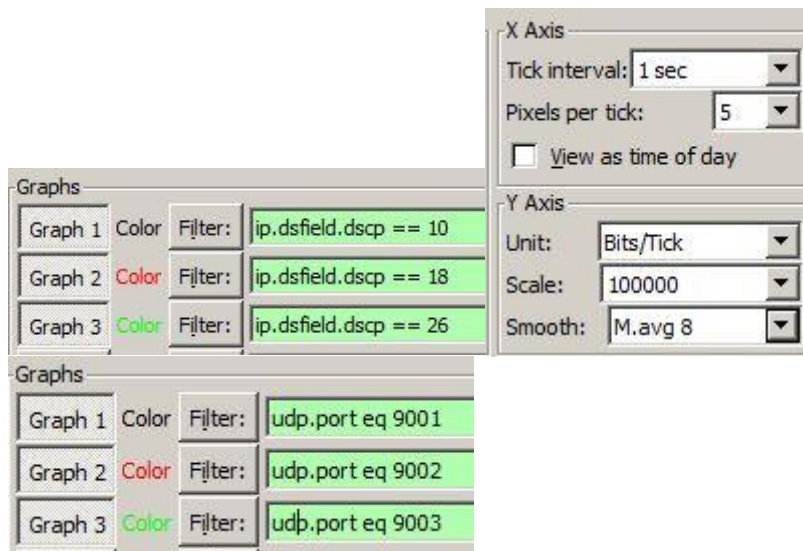 X Axis
Tick interval: 1 sec
Pixels per tick: 5
View as time of day
Graphs
Graph 1 Color Filter: ip.dsfield.dscp == 10
Graph 2 Color Filter: ip.dsfield.dscp == 18
Graph 3 Color Filter: ip.dsfield.dscp == 26
Y Axis
Unit: Bits/Tick
Scale: 100000
Smooth: M.avg 8
Graphs
Graph 1 Color Filter: udp.port eq 9001
Graph 2 Color Filter: udp.port eq 9002
Graph 3 Color Filter: udp.port eq 9003